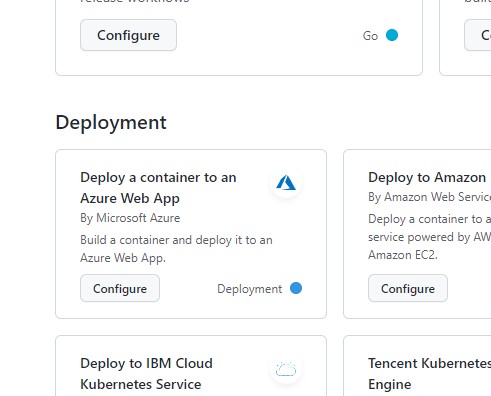 release workflows
Configure
Go
Deployment
Deploy a container to an
Azure Web App
By Microsoft Azure
Build a container and deploy it to an
Azure Web App.
Configure
Deployment
Deploy to Amazon
By Amazon Web Service
Deploy a container to a
service powered by AW
Amazon EC2.
Configure
Deploy to IBM Cloud
Kubernetes Service
Tencent Kubernetes
Engine